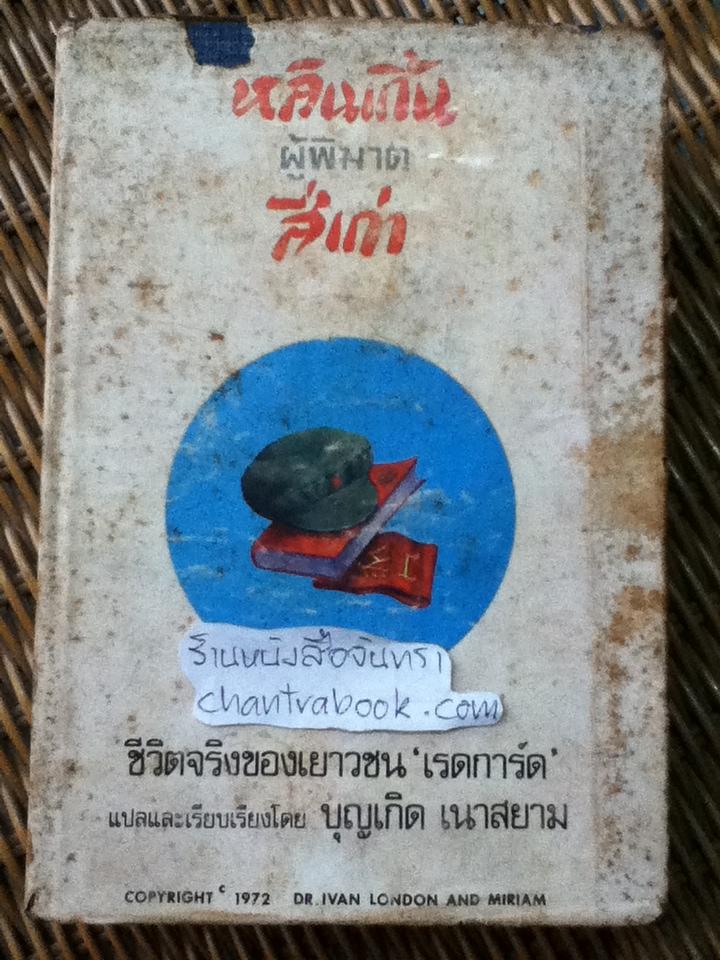 หลินเกิ้น
ผู้พิฆาต
สี่เก่า
ร้านหนังสือจันทรา
chantrabook.com
ชีวิตจริงของเยาวชน 'เรดการ์ด'
แปลและเรียบเรียงโดย บุญเกิด เนาสยาม
COPYRIGHT c 1972 DR. IVAN LONDON AND MIRIAM